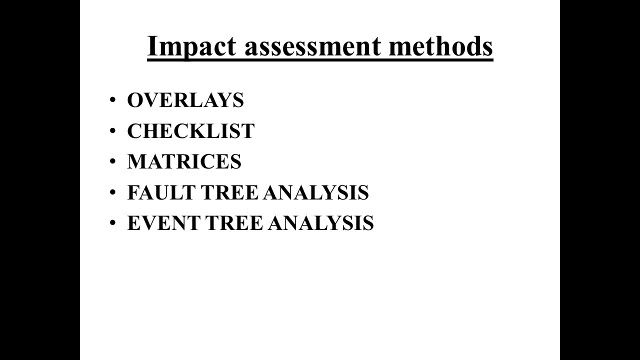 Impact assessment methods
• OVERLAYS
• CHECKLIST
• MATRICES
• FAULT TREE ANALYSIS
• EVENT TREE ANALYSIS